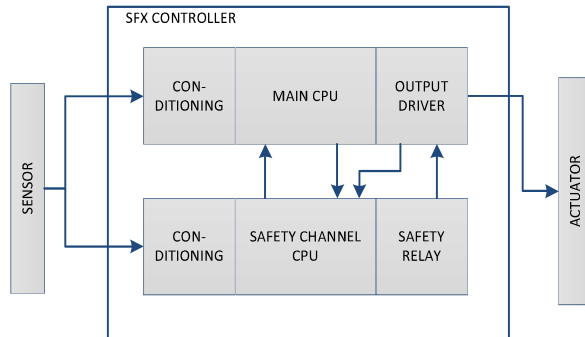 SFX CONTROLLER
SENSOR
CON-
DITIONING
MAIN CPU
OUTPUT
DRIVER
CON-
DITIONING
SAFETY CHANNEL
CPU
SAFETY
RELAY
ACTUATOR